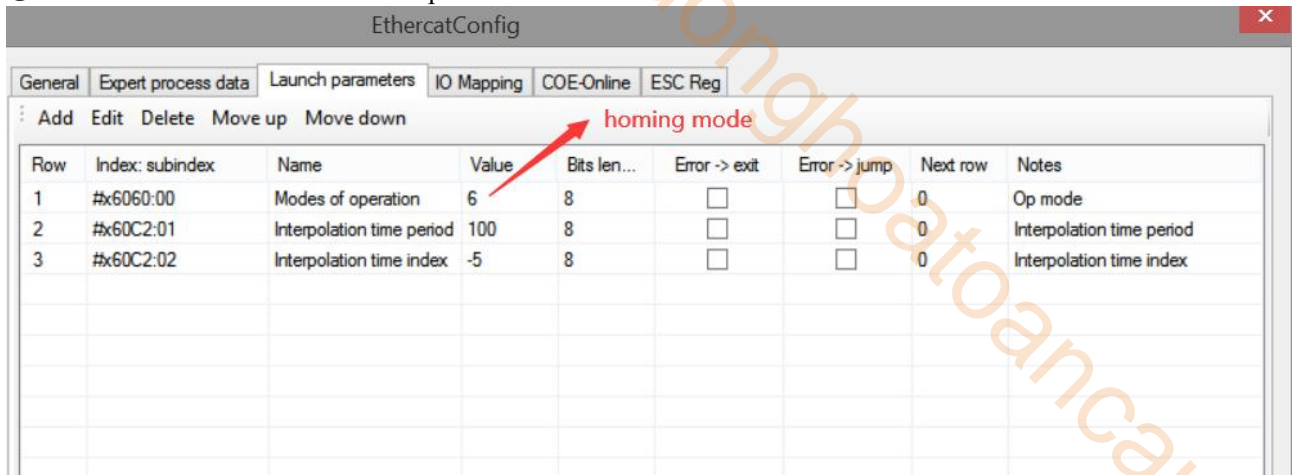 EthercatConfig
×
General Expert process data Launch parameters IO Mapping COE-Online ESC Reg
Add Edit Delete Move up Move down
homing mode
Row Index: subindex Name Value Bits len... Error -> exit Error -> jump Next row Notes
1 #x6060:00 Modes of operation 6 8 0 Op mode
2 #x60C2:01 Interpolation time period 100 8 0 Interpolation time period
3 #x60C2:02 Interpolation time index -5 8 0 Interpolation time index